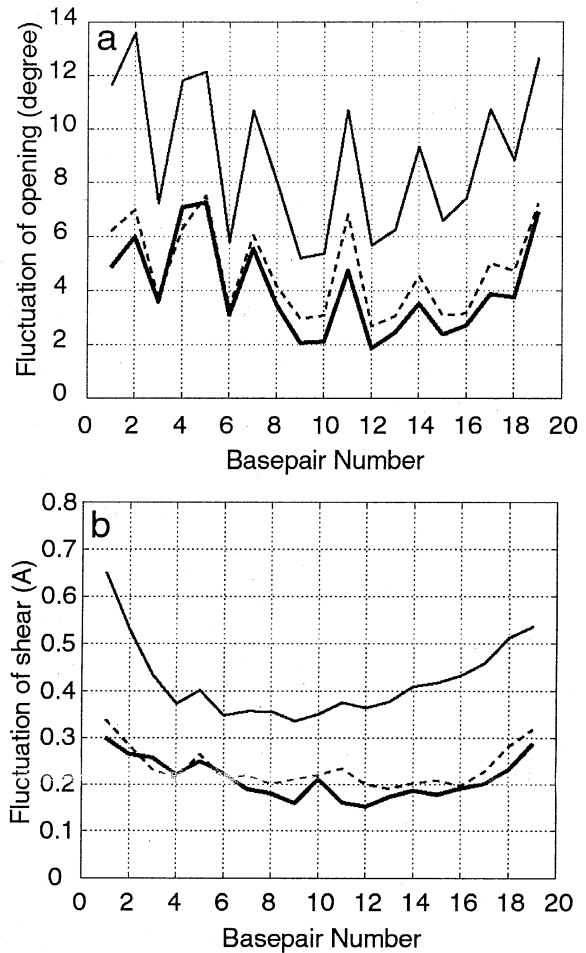 a
Fluctuation of opening (degree)
14
12
10
8
6
4
2
0
0 2 4 6 8 10 12 14 16 18 20
Basepair Number
b
Fluctuation of shear (A)
0.8
0.7
0.6
0.5
0.4
0.3
0.2
0.1
0
0 2 4 6 8 10 12 14 16 18 20
Basepair Number